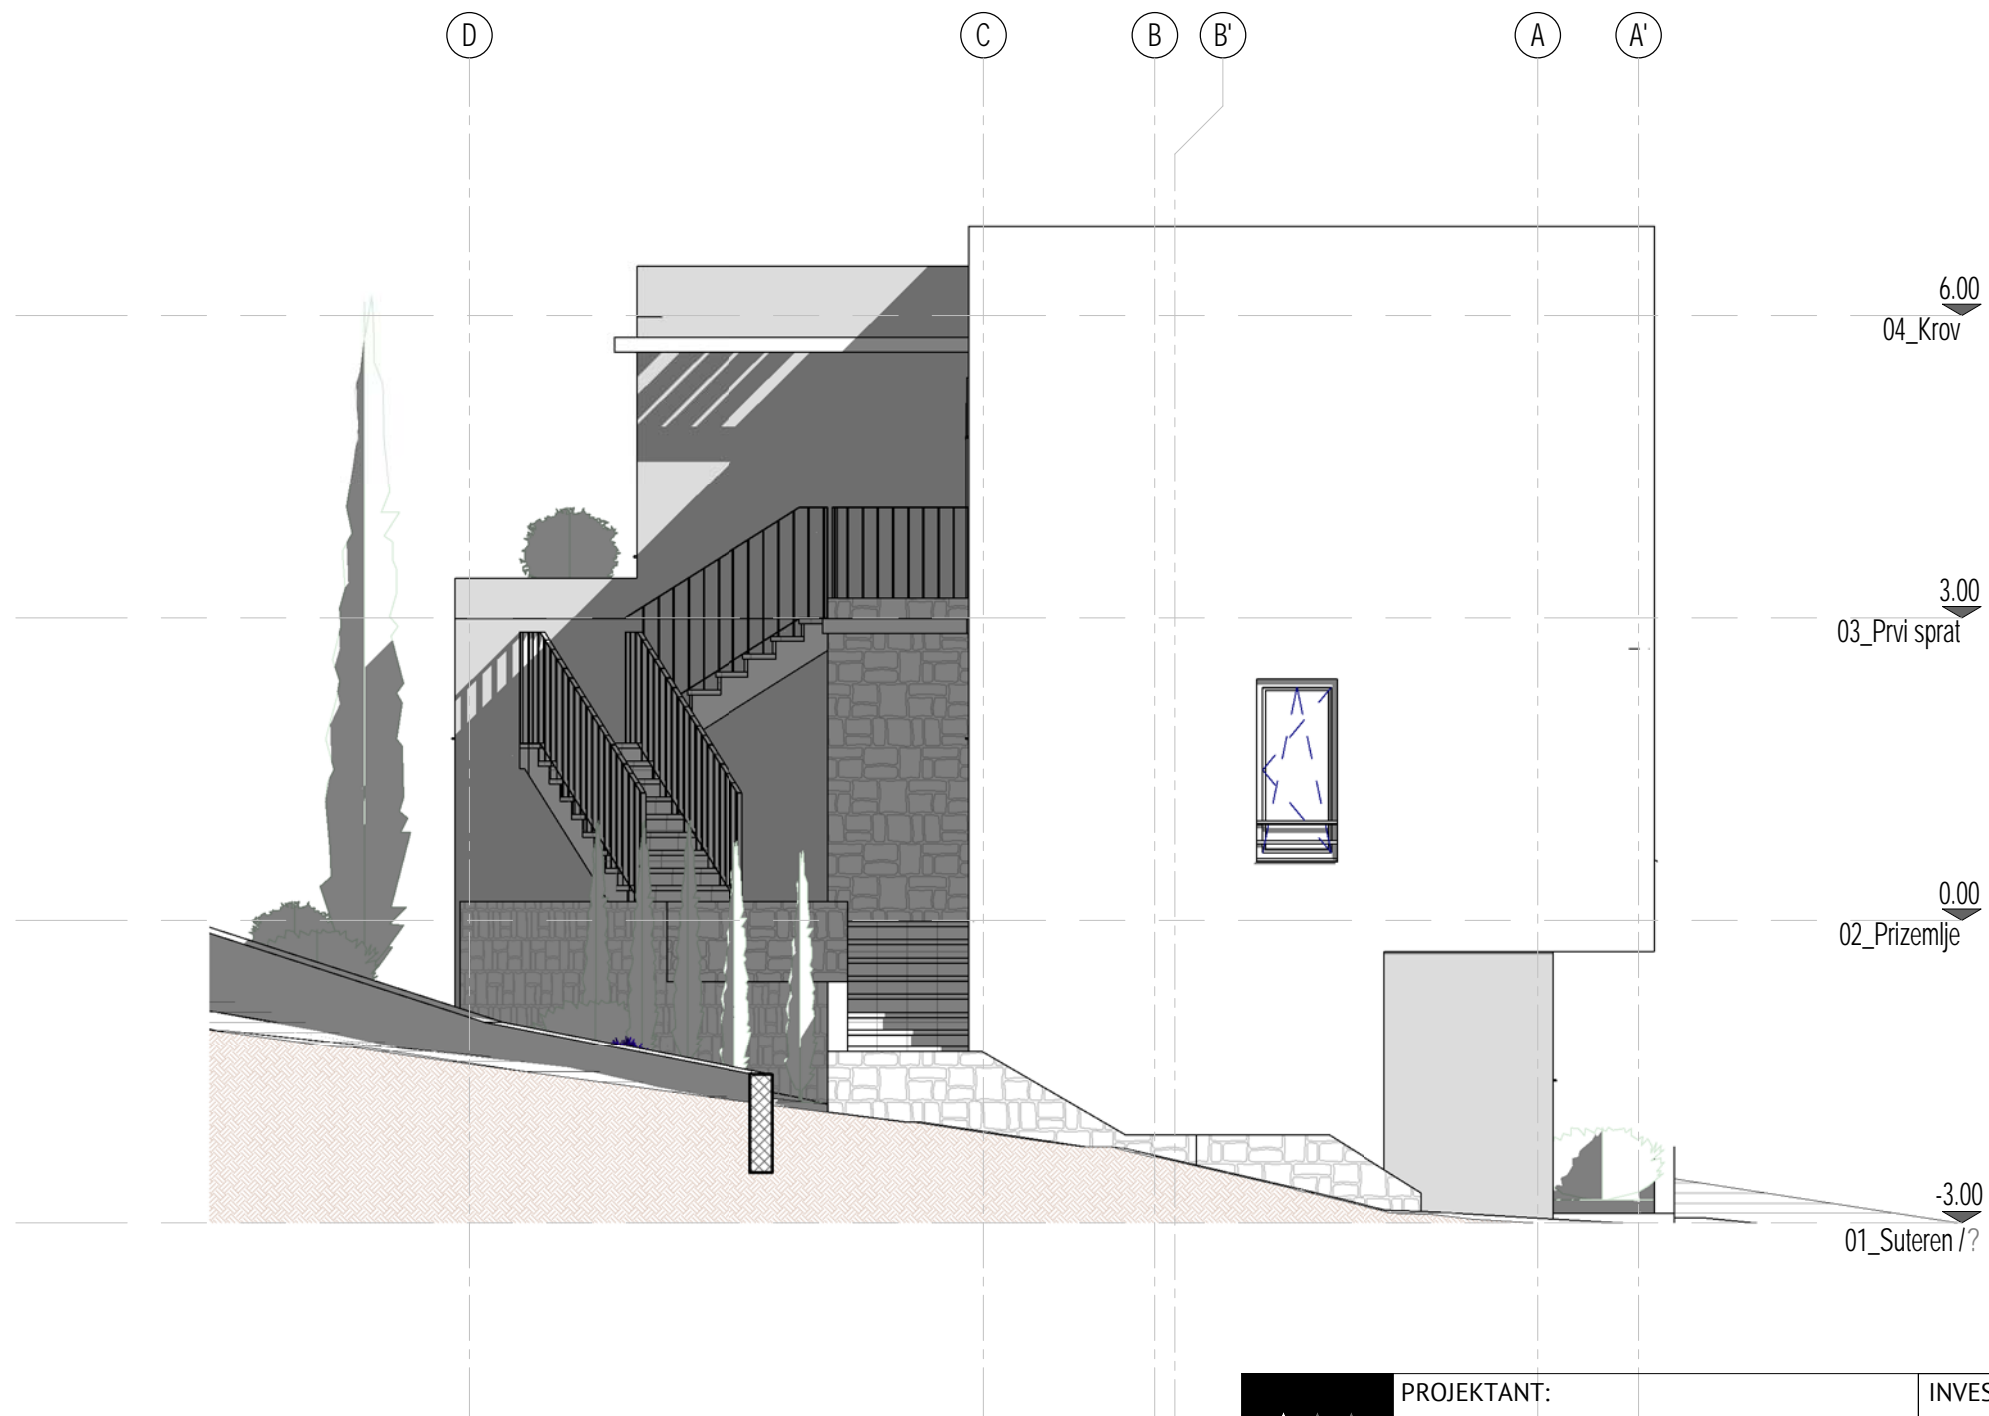 D
C
B
B'
A
A'
6.00
04_Krov
3.00
03_Prvi sprat
0.00
02_Prizemlje
-3.00
01_Suteren /?
PROJEKTANT:
INVES